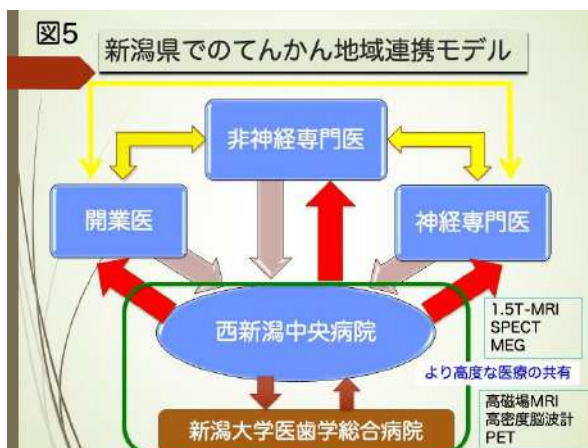 図5
新潟県でのてんかん地域連携モデル
非神経専門医
開業医
神経専門医
西新潟中央病院
1.5T-MRI
SPECT
MEG
より高度な医療の共有
新潟大学医歯学総合病院
高磁場MRI
高密度脳波計
PET